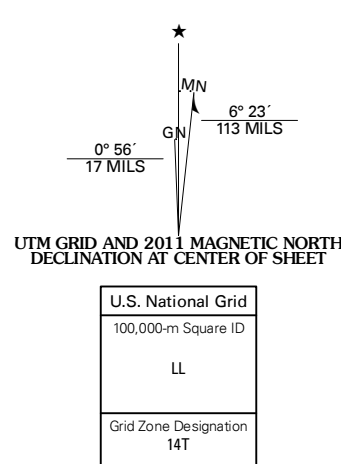 MN
GN
6° 23´
113 MILS
0° 56´
17 MILS
UTM GRID AND 2011 MAGNETIC NORTH
DECLINATION AT CENTER OF SHEET
U.S. National Grid
100,000-m Square ID
LL
Grid Zone Designation
14T